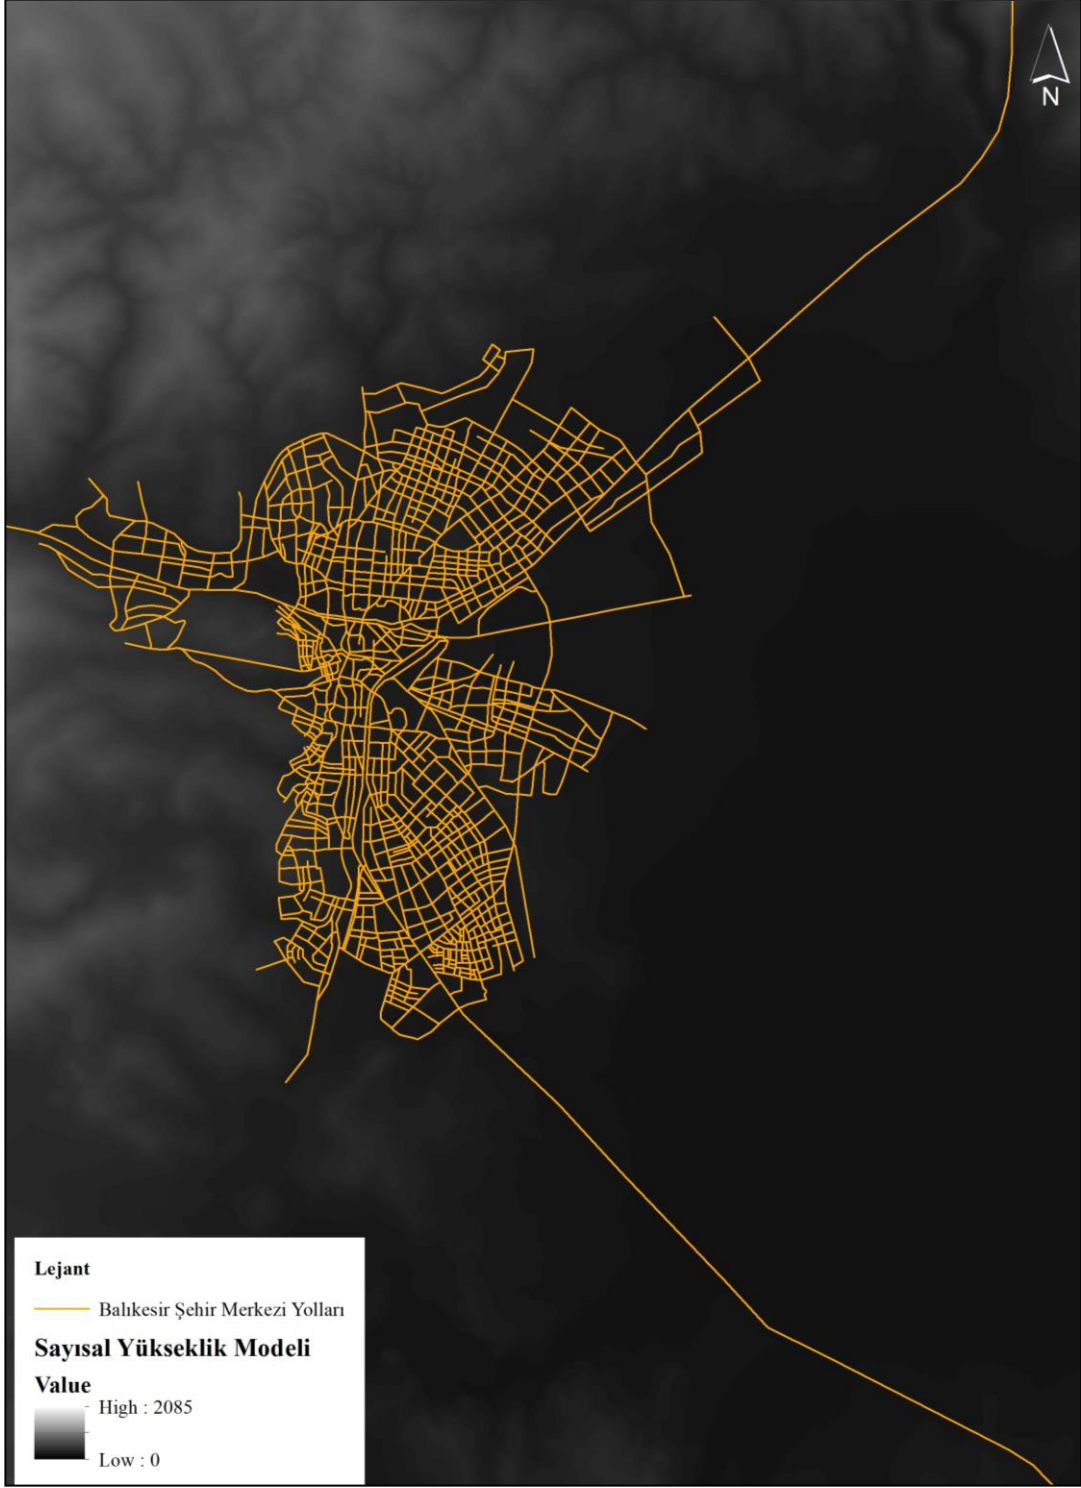 N
Lejant
Balıkesir Şehir Merkezi Yolları
Sayısal Yükseklik Modeli
Value
High : 2085
Low : 0